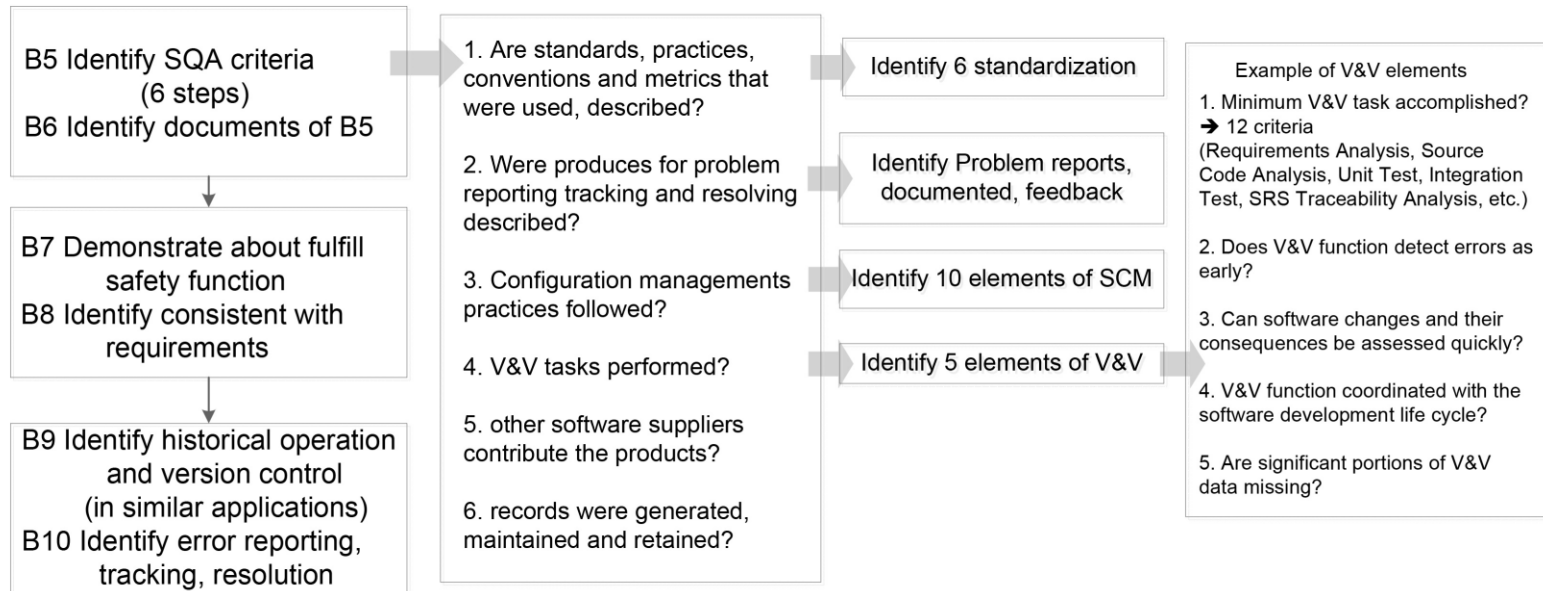 B5 Identify SQA criteria
(6 steps)
B6 Identify documents of B5
B7 Demonstrate about fulfill
safety function
B8 Identify consistent with
requirements
B9 Identify historical operation
and version control
(in similar applications)
B10 Identify error reporting,
tracking, resolution
1. Are standards, practices,
conventions and metrics that
were used, described?
2. Were produces for problem
reporting tracking and resolving
described?
3. Configuration managements
practices followed?
4. V&V tasks performed?
5. other software suppliers
contribute the products?
6. records were generated,
maintained and retained?
Identify 6 standardization
Identify Problem reports,
documented, feedback
Identify 10 elements of SCM
Identify 5 elements of V&V
Example of V&V elements
1. Minimum V&V task accomplished?
➔ 12 criteria
(Requirements Analysis, Source
Code Analysis, Unit Test, Integration
Test, SRS Traceability Analysis, etc.)
2. Does V&V function detect errors as
early?
3. Can software changes and their
consequences be assessed quickly?
4. V&V function coordinated with the
software development life cycle?
5. Are significant portions of V&V
data missing?